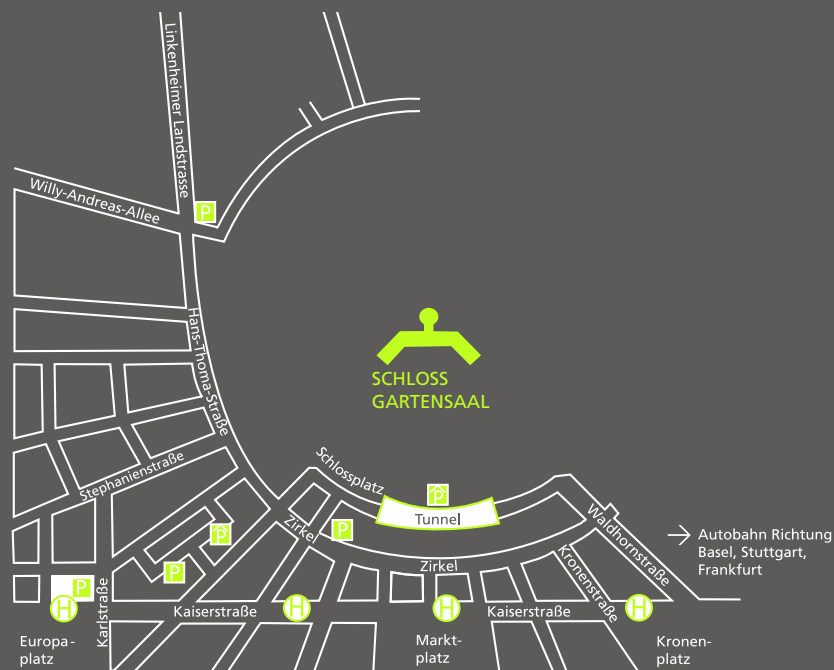 Linkenheimer Landstrasse
Willy-Andreas-Allee
P
Hans-Thoma-Straße
SCHLOSS
GARTENSAAL
Stephanienstraße
Schlossplatz
P
Tunnel
Zirkel
P
P
P
Waldhornstraße
Autobahn Richtung
Basel, Stuttgart,
Frankfurt
Zirkel
Kronenstraße
P
Karlstraße
H
Kaiserstraße
H
H
Kaiserstraße
H
Europa-
platz
Markt-
platz
Kronen-
platz